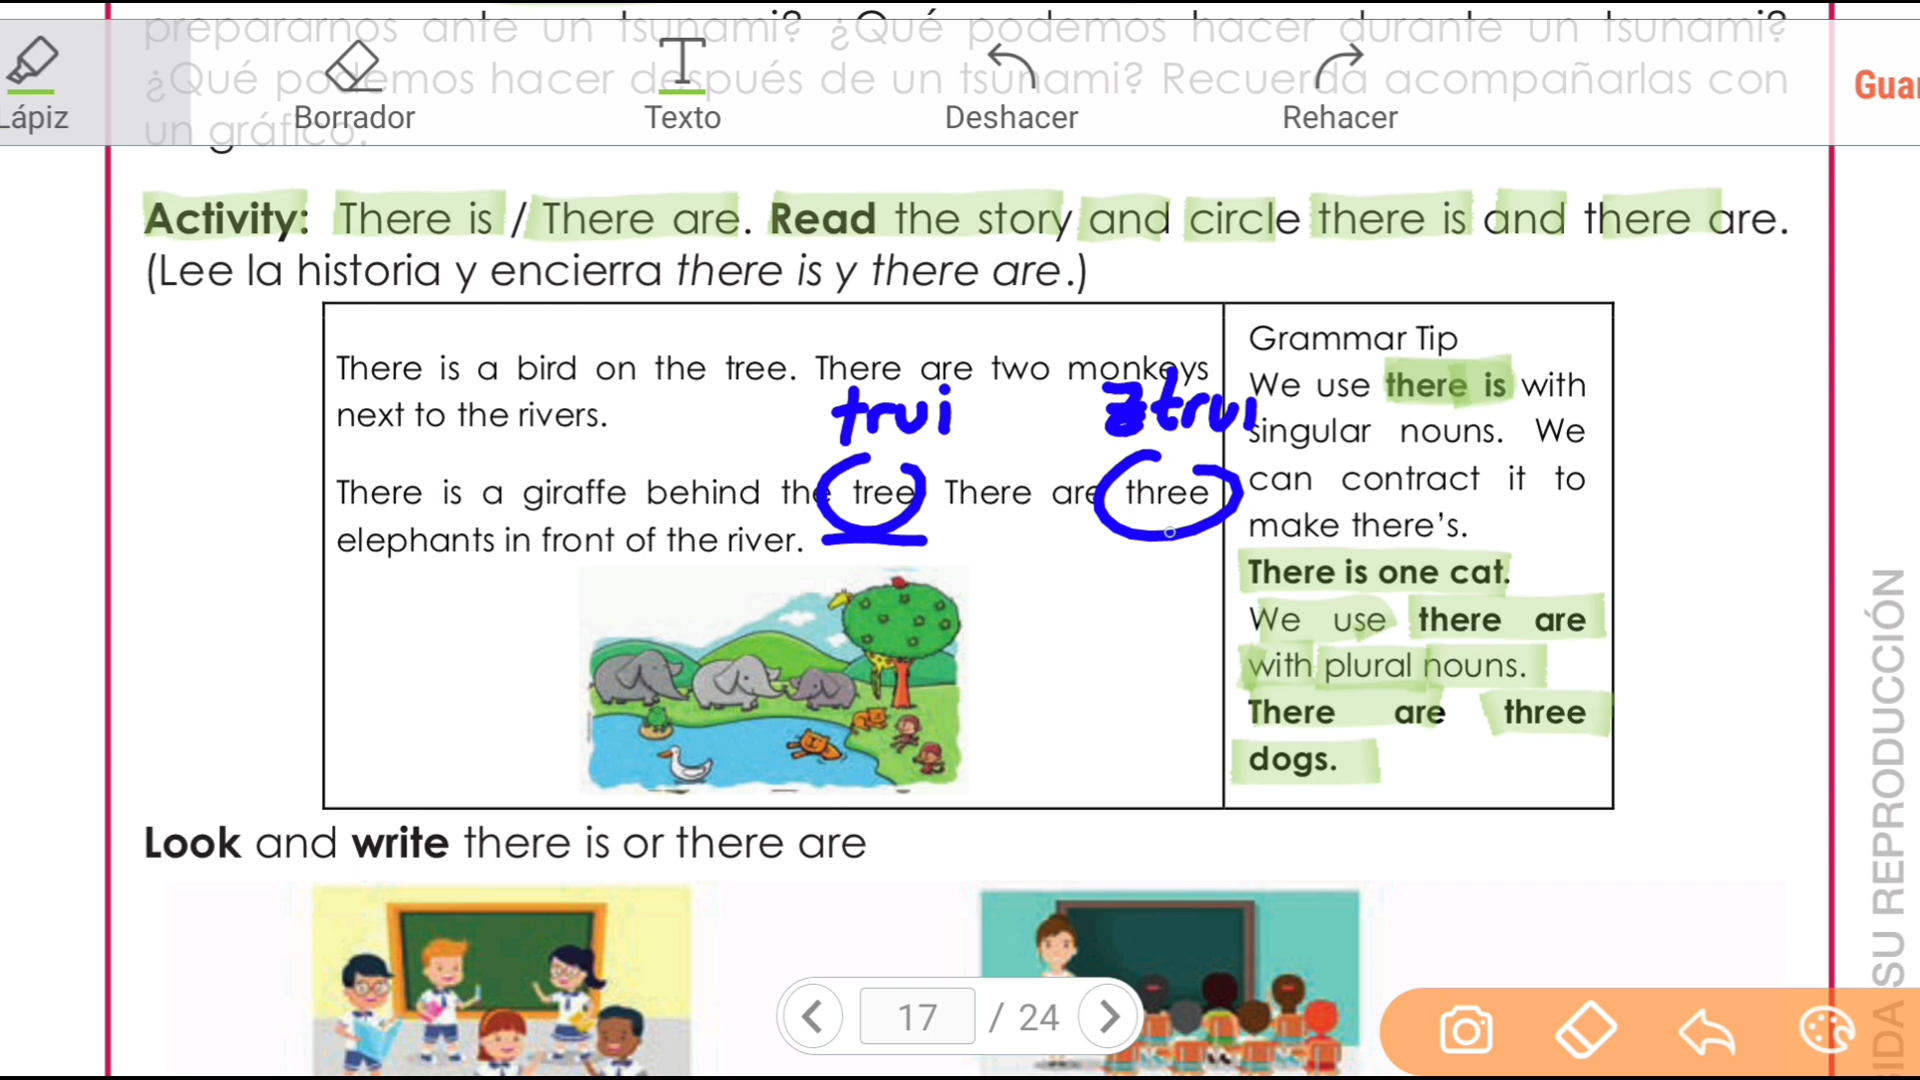 prepararnos ante un tsunami? ¿Qué podemos hacer durante un tsunami?
¿Qué podemos hacer después de un tsunami? Recuerda acompañarlas con
un gráfico.
Lápiz
Borrador
Texto
Deshacer
Rehacer
Guar
Activity: There is / There are. Read the story and circle there is and there are.
(Lee la historia y encierra there is y there are.)
There is a bird on the tree. There are two monkeys
next to the rivers.
trui
trui
There is a giraffe behind the tree. There are three
elephants in front of the river.
Grammar Tip
We use there is with
singular nouns. We
can contract it to
make there's.
There is one cat.
We use there are
with plural nouns.
There are three
dogs.
Look and write there is or there are
17 / 24
IDA SU REPRODUCCIÓN